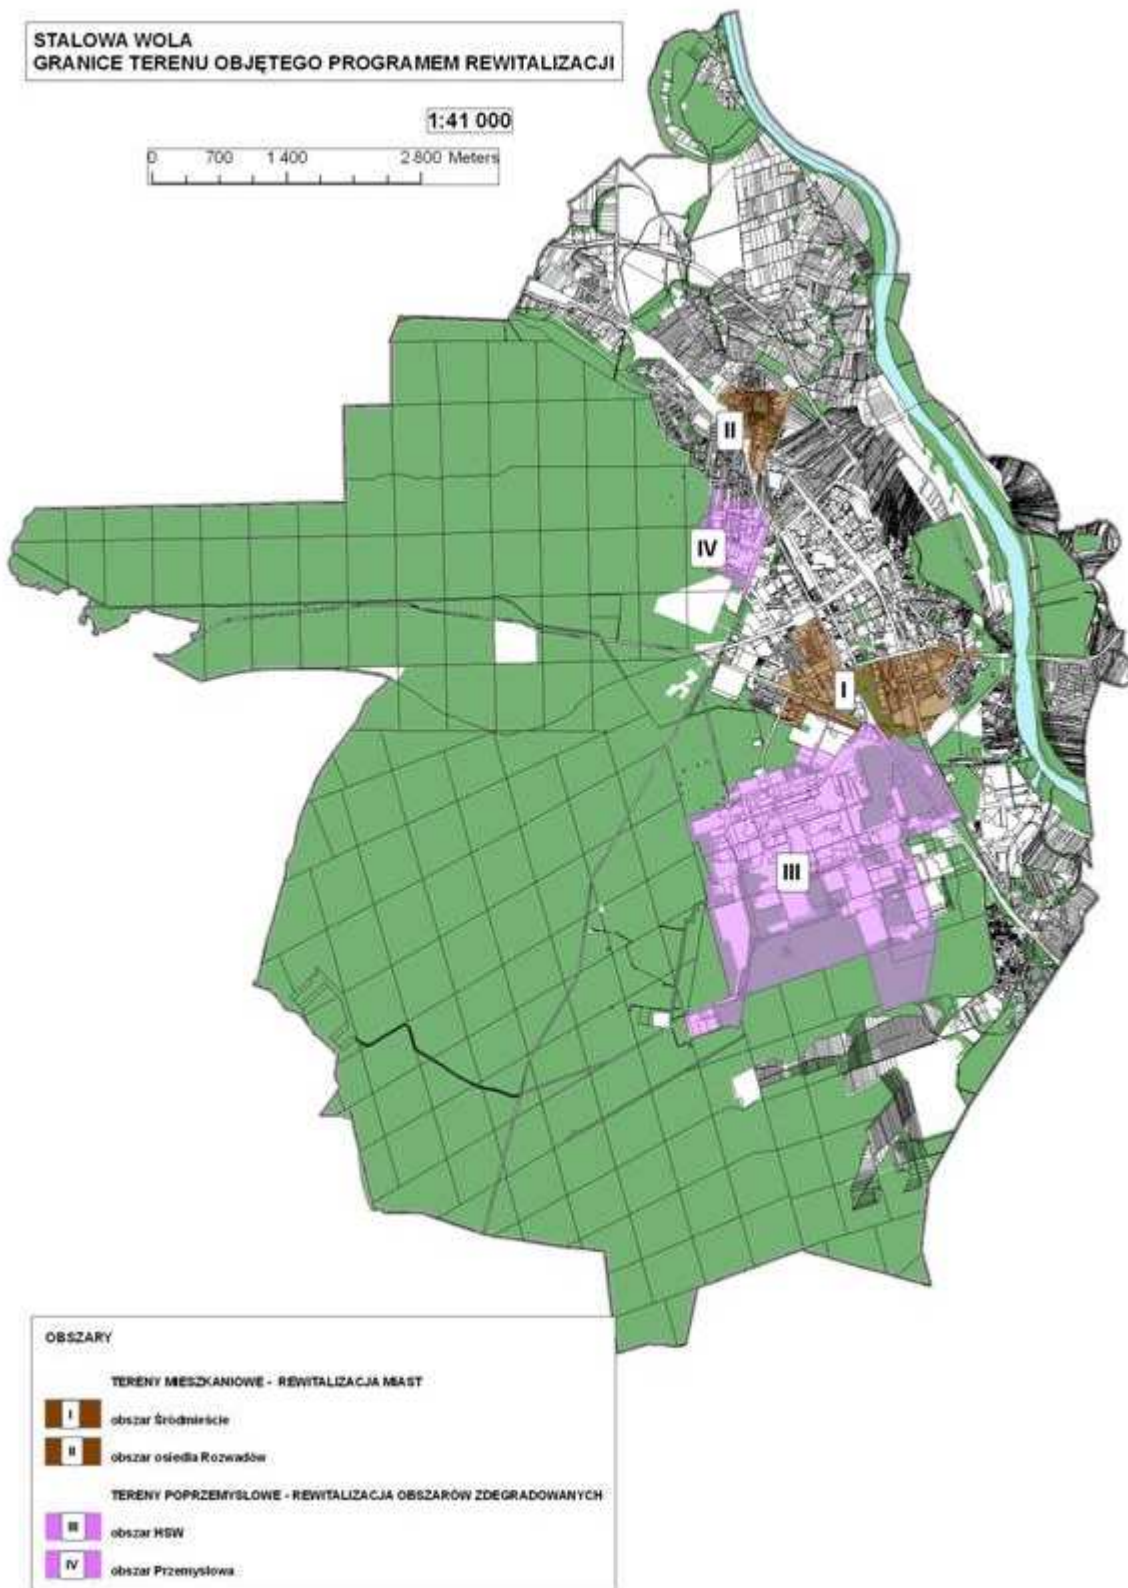 STALOWA WOLA
GRANICE TERENU OBJĘTEGO PROGRAMEM REWITALIZACJI
1:41 000
0 700 1 400 2 800 Meters
II
IV
I
III
OBSZARY
TERENY MIESZKANIOWE - REWITALIZACJA MIAST
I obszar Śródmieście
II obszar osiedla Rozwadów
TERENY POPRZEMYSŁOWE - REWITALIZACJA OBSZARÓW ZDEGRADOWANYCH
III obszar HSW
IV obszar Przemysłowa